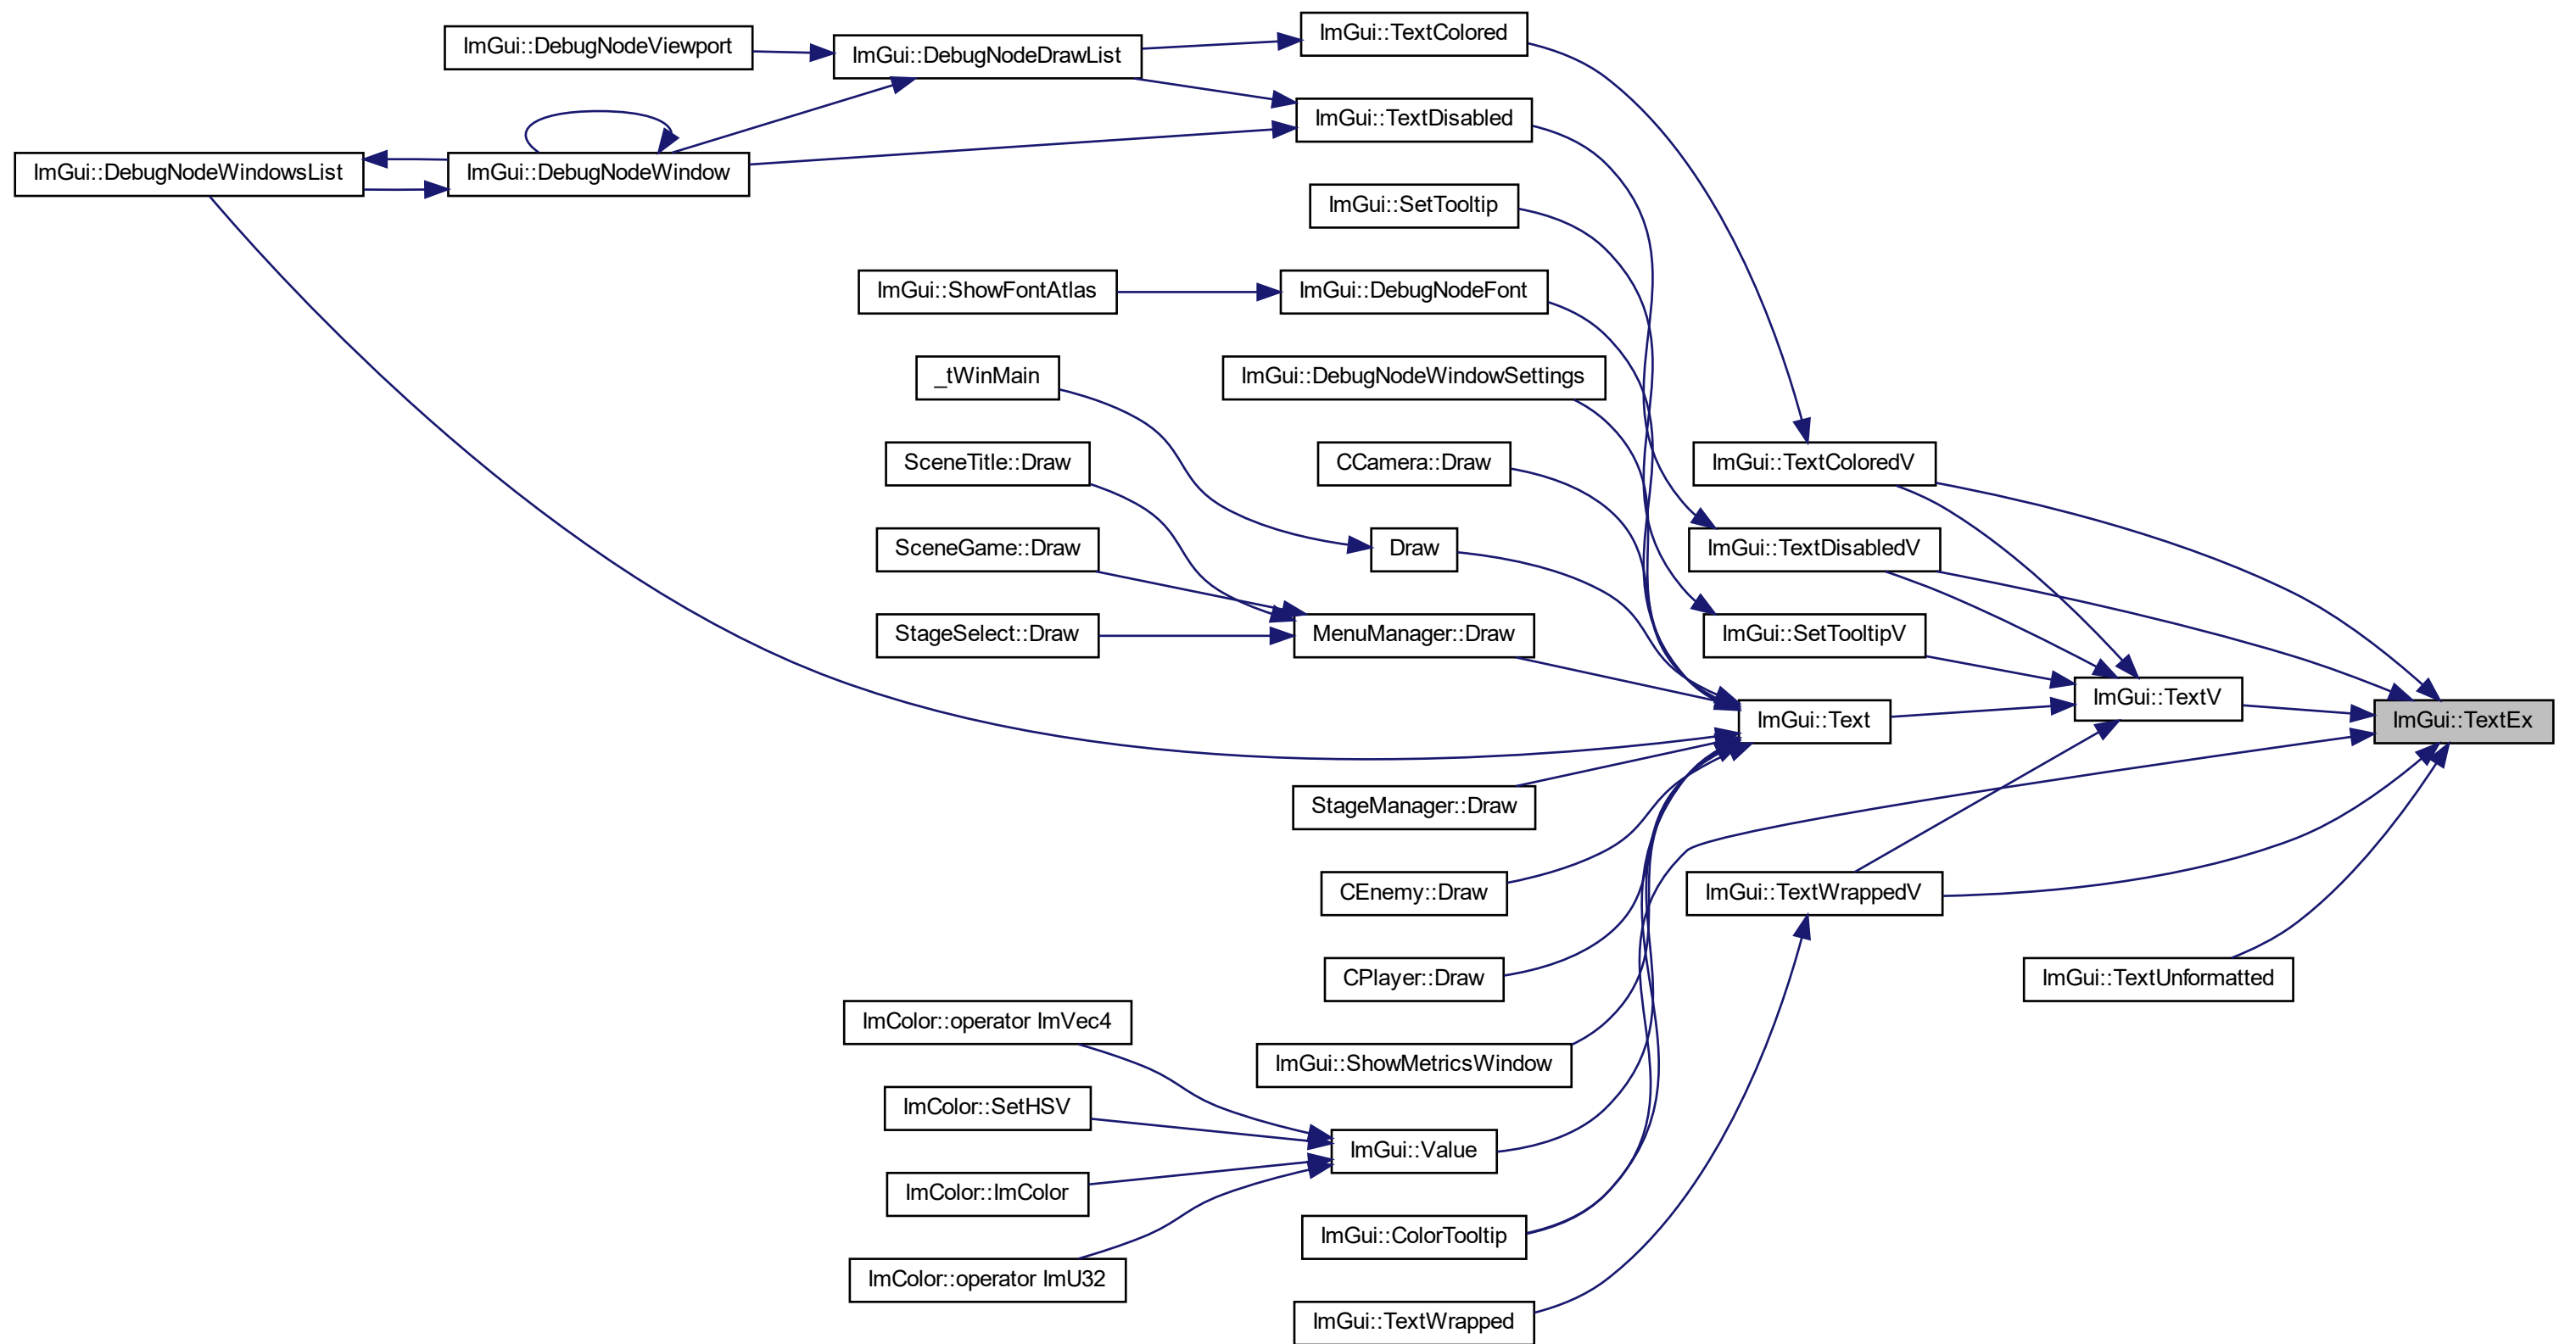 ImGui::TextColored
ImGui::DebugNodeViewport
ImGui::DebugNodeDrawList
ImGui::TextDisabled
ImGui::DebugNodeWindowsList
ImGui::DebugNodeWindow
ImGui::SetTooltip
ImGui::ShowFontAtlas
ImGui::DebugNodeFont
_tWinMain
ImGui::DebugNodeWindowSettings
SceneTitle::Draw
CCamera::Draw
ImGui::TextColoredV
SceneGame::Draw
Draw
ImGui::TextDisabledV
StageSelect::Draw
MenuManager::Draw
ImGui::SetTooltipV
ImGui::TextV
ImGui::Text
ImGui::TextEx
StageManager::Draw
CEnemy::Draw
ImGui::TextWrappedV
CPlayer::Draw
ImGui::TextUnformatted
ImColor::operator ImVec4
ImGui::ShowMetricsWindow
ImColor::SetHSV
ImGui::Value
ImColor::ImColor
ImGui::ColorTooltip
ImColor::operator ImU32
ImGui::TextWrapped